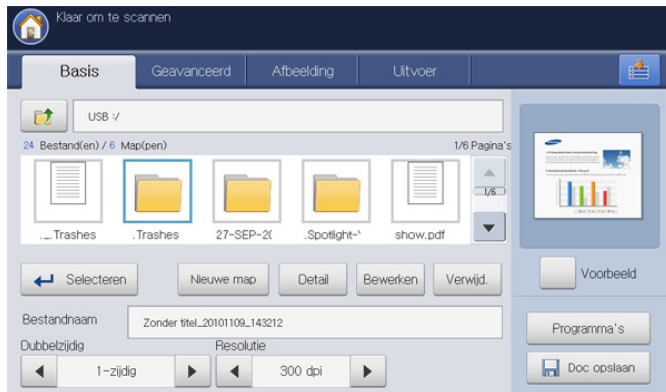 Klaar om te scannen
Basis
Geavanceerd
Afbeelding
Uitvoer
USB :/
24 Bestand(en) / 6 Map(pen)
1/6 Pagina's
._.Trashes
.Trashes
27-SEP-2(
.Spotlight-
show.pdf
1/6
Selecteren
Nieuwe map
Detail
Bewerken
Verwijd.
Voorbeeld
Bestandnaam
Zonder titel_20101109_143212
Programma's
Dubbelzijdig
Resolutie
1-zijdig
300 dpi
Doc opslaan